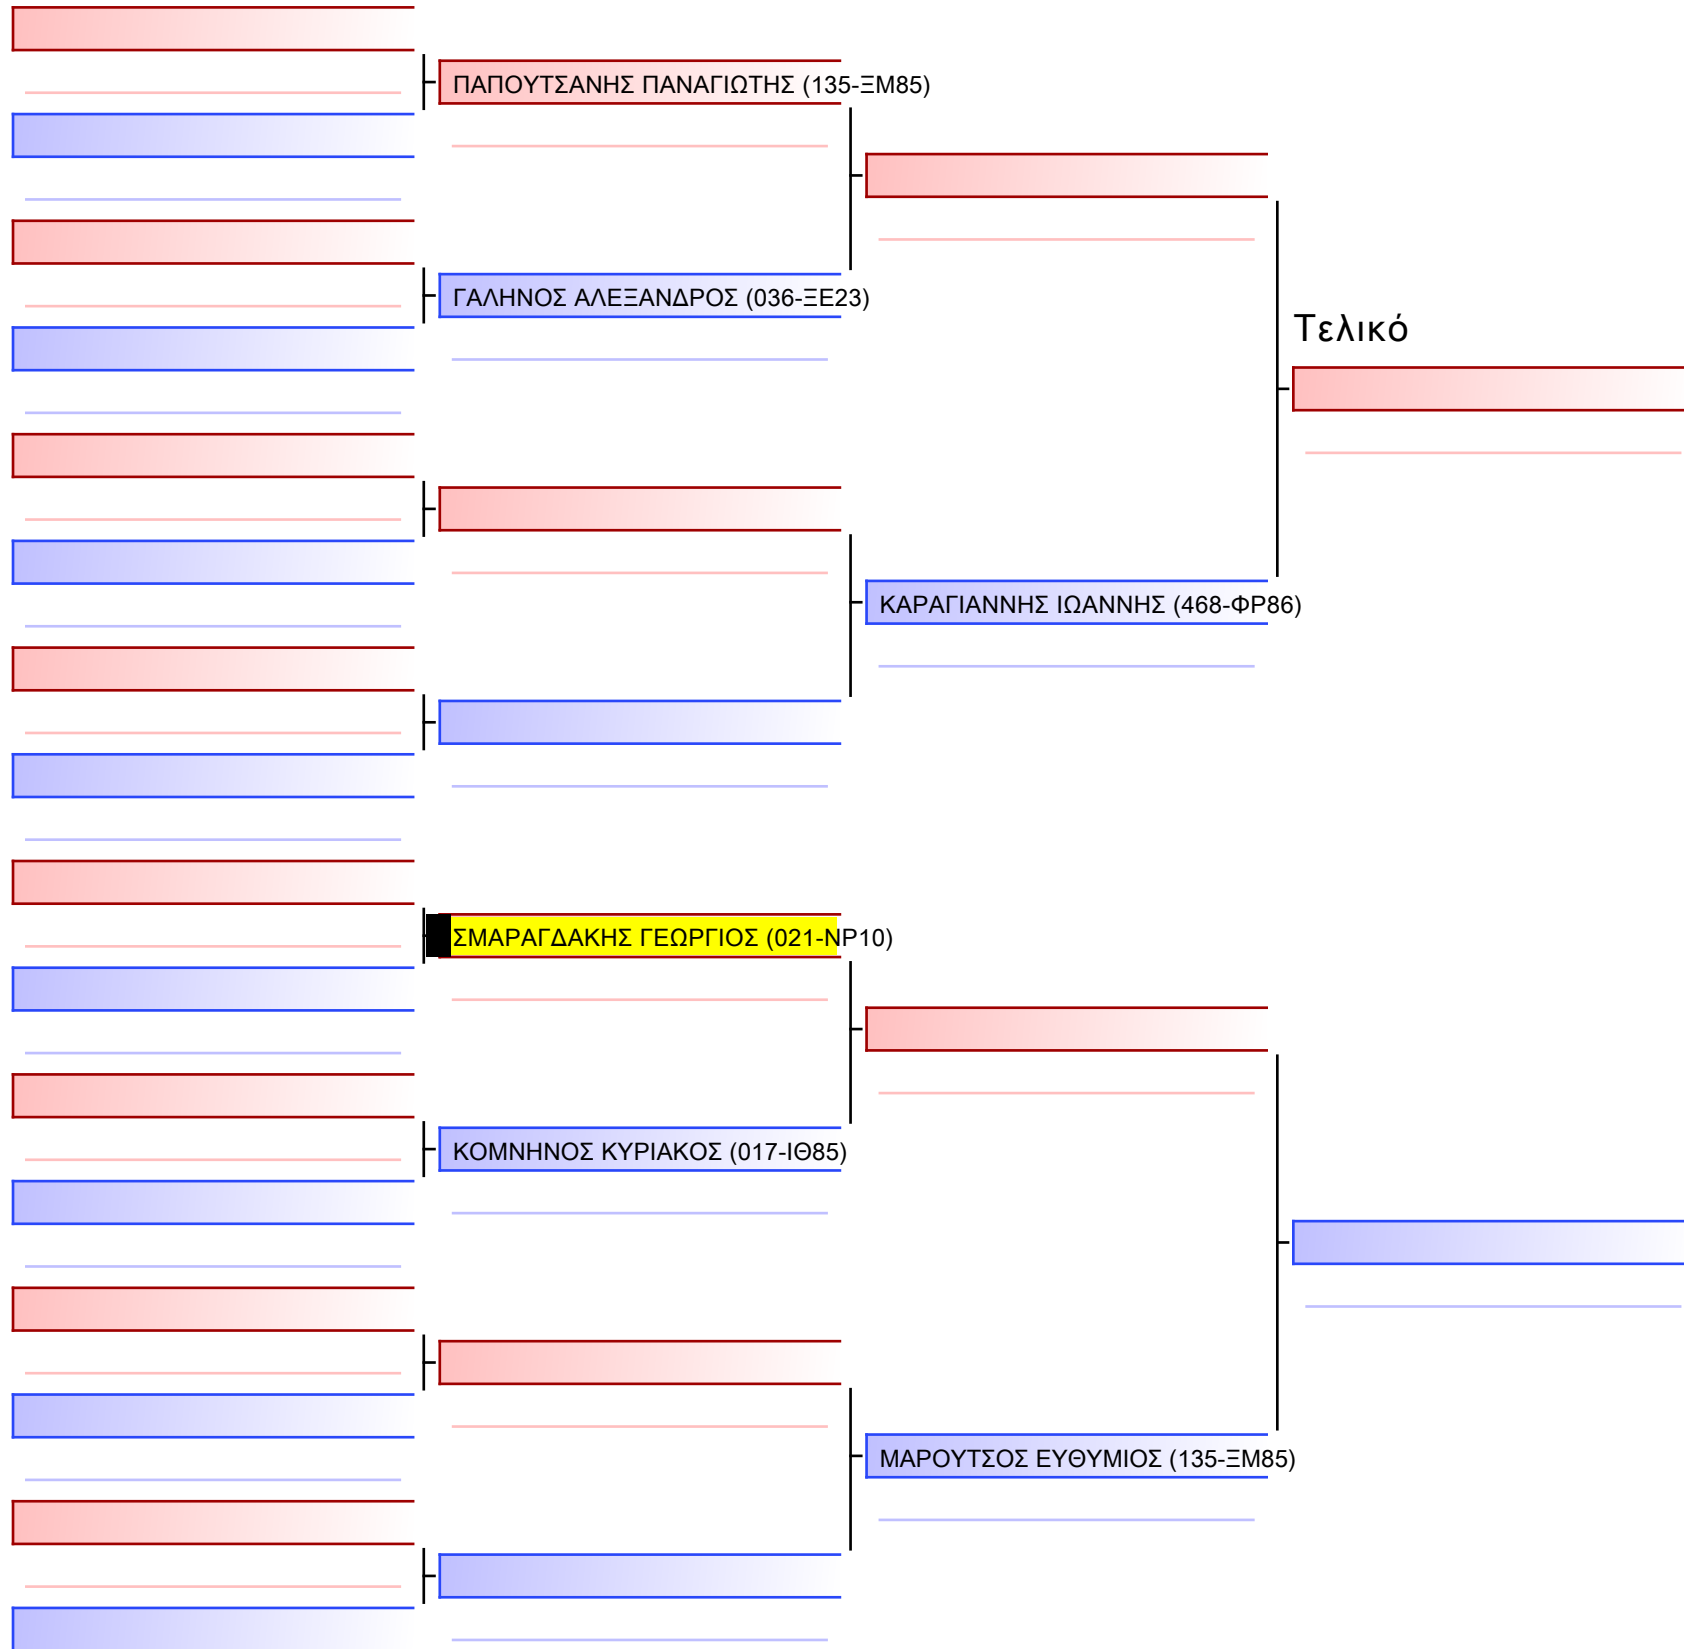 ΠΑΠΟΥΤΣΑΝΗΣ ΠΑΝΑΓΙΩΤΗΣ (135-ΞΜ85)
ΓΑΛΗΝΟΣ ΑΛΕΞΑΝΔΡΟΣ (036-ΞΕ23)
Τελικό
ΚΑΡΑΓΙΑΝΝΗΣ ΙΩΑΝΝΗΣ (468-ΦΡ86)
ΣΜΑΡΑΓΔΑΚΗΣ ΓΕΩΡΓΙΟΣ (021-ΝΡ10)
ΚΟΜΝΗΝΟΣ ΚΥΡΙΑΚΟΣ (017-ΙΘ85)
ΜΑΡΟΥΤΣΟΣ ΕΥΘΥΜΙΟΣ (135-ΞΜ85)